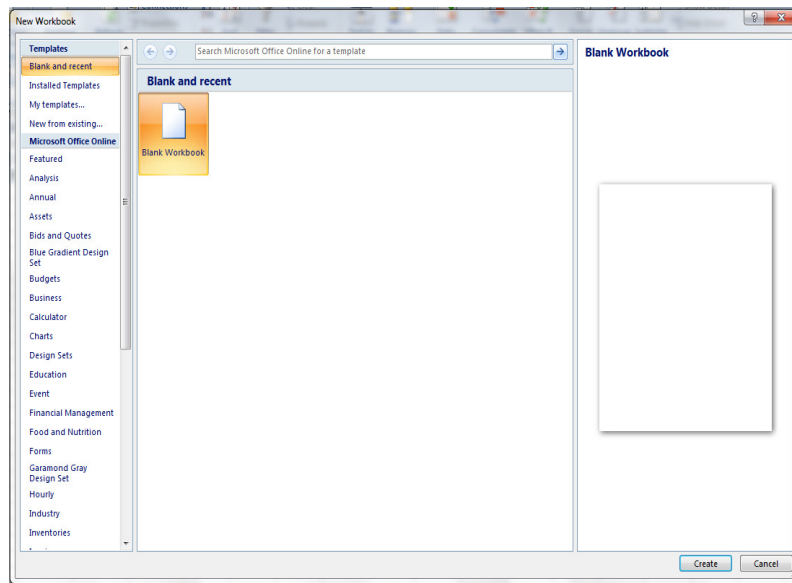 New Workbook
Templates
Blank and recent
Installed Templates
My templates...
New from existing...
Microsoft Office Online
Featured
Analysis
Annual
Assets
Bids and Quotes
Blue Gradient Design
Set
Budgets
Business
Calculator
Charts
Design Sets
Education
Event
Financial Management
Food and Nutrition
Forms
Garamond Gray
Design Set
Hourly
Industry
Inventories
Search Microsoft Office Online for a template
Blank and recent
Blank Workbook
Blank Workbook
Create
Cancel